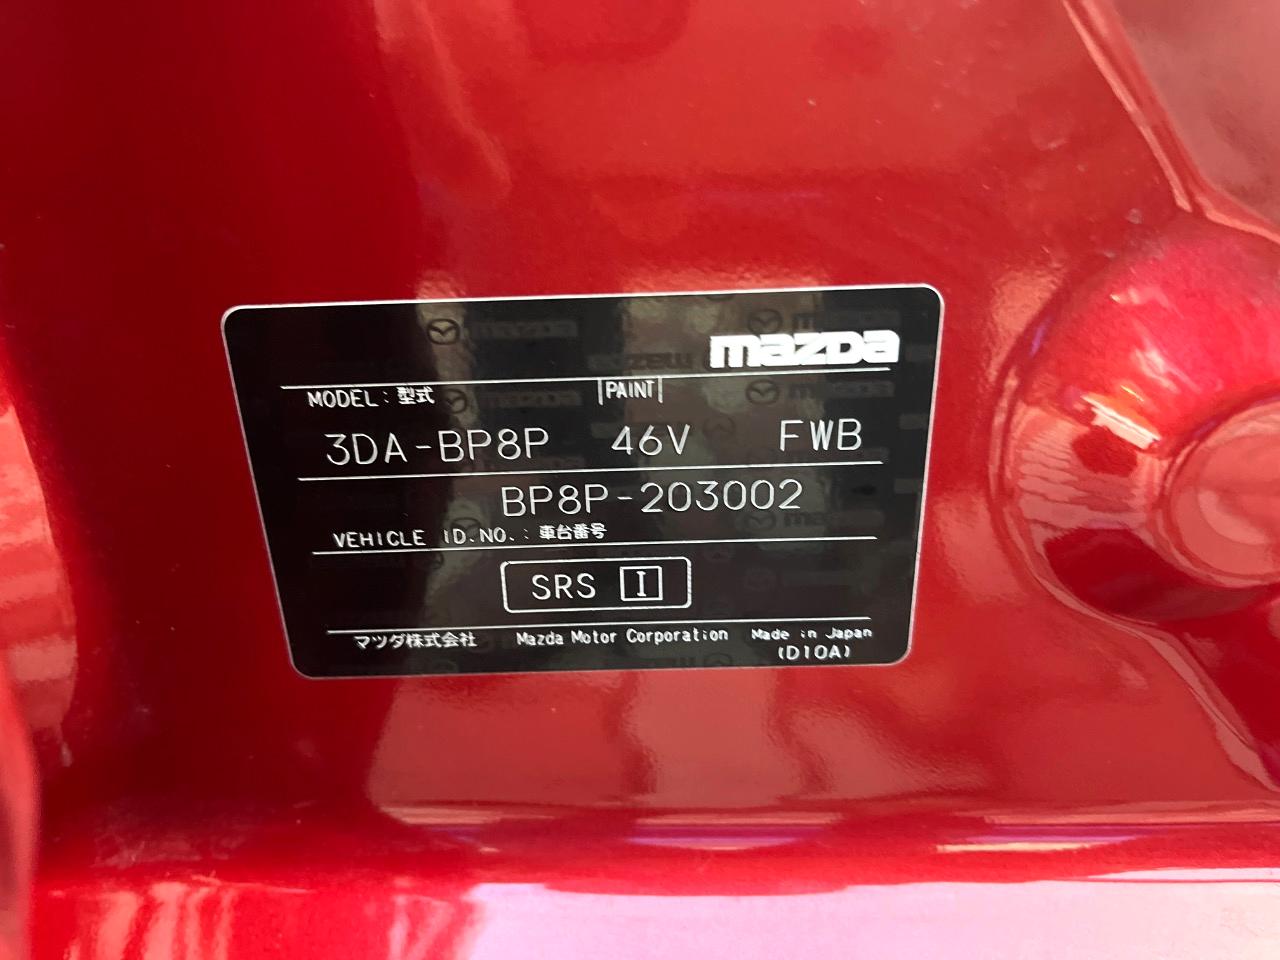 mazda
MODEL : 型式 PAINT
3DA-BP8P 46V FWB
BP8P-203002
VEHICLE ID.NO. : 車台番号
SRS I
マツダ株式会社 Mazda Motor Corporation Made in Japan
(D10A)